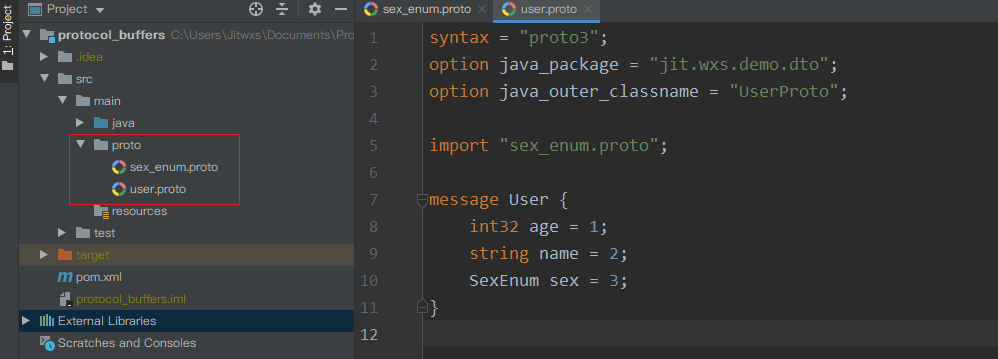 1: Project
Project
protocol_buffers C:\Users\Jitwxs\Documents\Pro
.idea
src
main
java
proto
sex_enum.proto
user.proto
resources
test
target
pom.xml
protocol_buffers.iml
External Libraries
Scratches and Consoles
sex_enum.proto user.proto
1 syntax = "proto3";
2 option java_package = "jit.wxs.demo.dto";
3 option java_outer_classname = "UserProto";
4
5 import "sex_enum.proto";
6
7 message User {
8 int32 age = 1;
9 string name = 2;
10 SexEnum sex = 3;
11 }
12